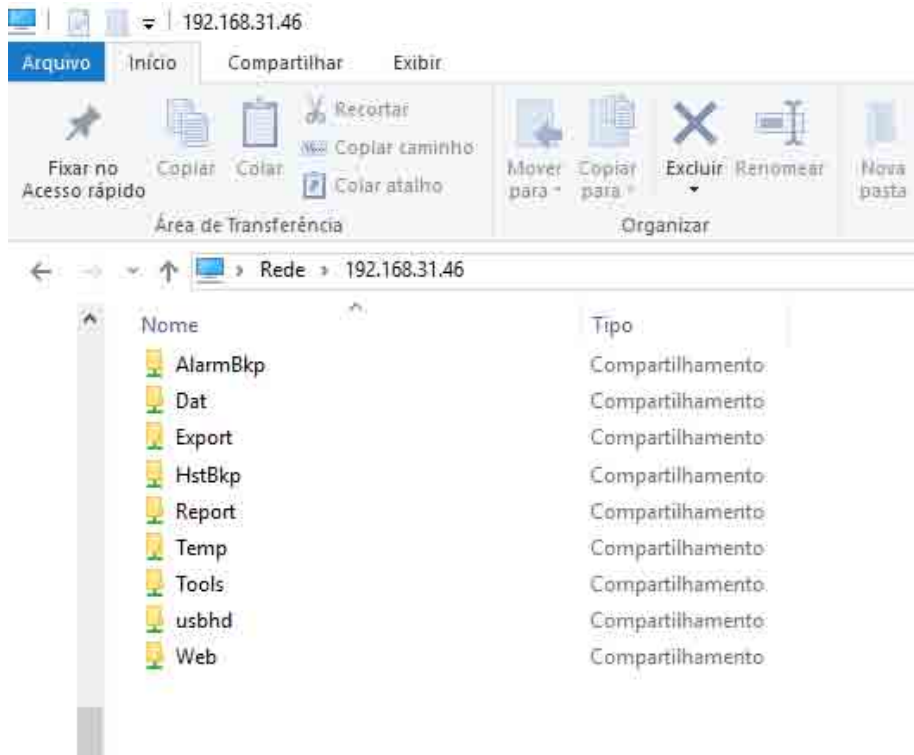 192.168.31.46
Arquivo Início Compartilhar Exibir
Fixar no Acesso rápido
Copiar
Colar
Recortar
Copiar caminho
Colar atalho
Área de Transferência
Mover para
Copiar para
Excluir
Renomear
Organizar
Nova pasta
Rede › 192.168.31.46
Nome Tipo
AlarmBkp Compartilhamento
Dat Compartilhamento
Export Compartilhamento
HstBkp Compartilhamento
Report Compartilhamento
Temp Compartilhamento
Tools Compartilhamento
usbhd Compartilhamento
Web Compartilhamento